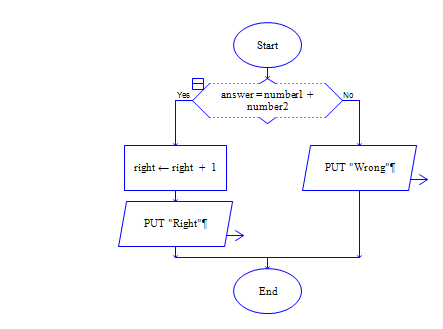 Start
Yes
answer = number1 +
number2
No
right ← right + 1
PUT "Wrong"¶
PUT "Right"¶
End